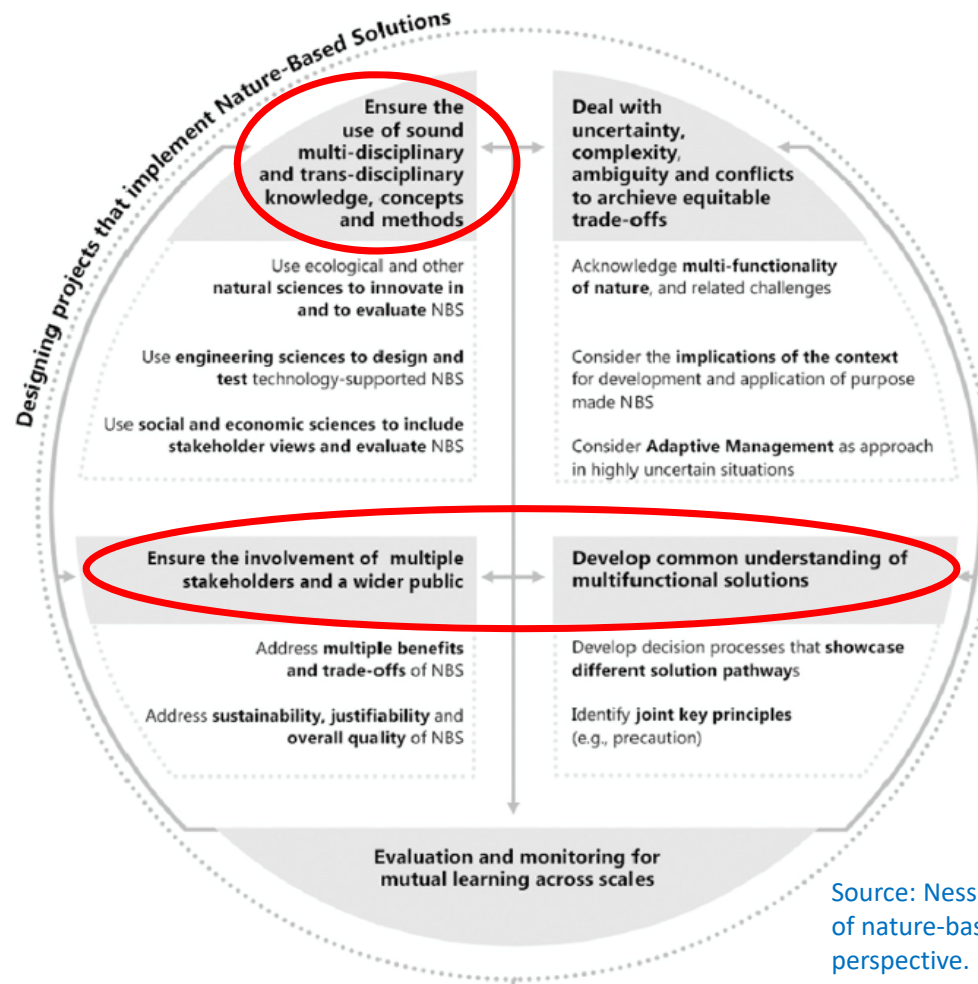 Designing projects that implement Nature-Based Solutions
Ensure the
use of sound
multi-disciplinary
and trans-disciplinary
knowledge, concepts
and methods
Deal with
uncertainty,
complexity,
ambiguity and conflicts
to archieve equitable
trade-offs
Use ecological and other
natural sciences to innovate in
and to evaluate NBS
Use engineering sciences to design and
test technology-supported NBS
Use social and economic sciences to include
stakeholder views and evaluate NBS
Acknowledge multi-functionality
of nature, and related challenges
Consider the implications of the context
for development and application of purpose
made NBS
Consider Adaptive Management as approach
in highly uncertain situations
Ensure the involvement of multiple
stakeholders and a wider public
Develop common understanding of
multifunctional solutions
Address multiple benefits
and trade-offs of NBS
Address sustainability, justifiability and
overall quality of NBS
Develop decision processes that showcase
different solution pathways
Identify joint key principles
(e.g., precaution)
Evaluation and monitoring for
mutual learning across scales
Source: Ness
of nature-bas
perspective.